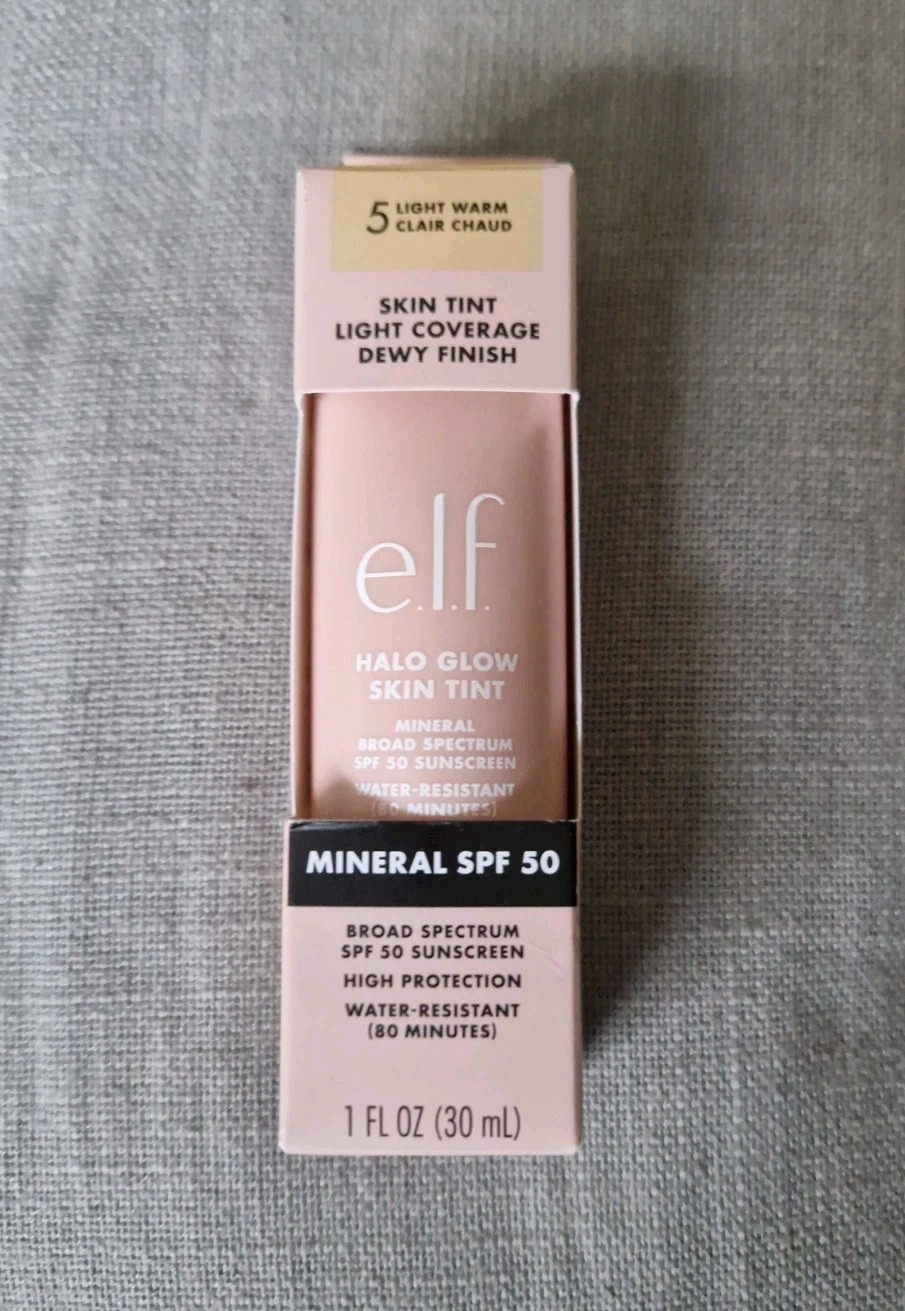 5 LIGHT WARM
CLAIR CHAUD
SKIN TINT
LIGHT COVERAGE
DEWY FINISH
e.l.f.
HALO GLOW
SKIN TINT
MINERAL
BROAD SPECTRUM
SPF 50 SUNSCREEN
WATER-RESISTANT
(80 MINUTES)
MINERAL SPF 50
BROAD SPECTRUM
SPF 50 SUNSCREEN
HIGH PROTECTION
WATER-RESISTANT
(80 MINUTES)
1 FL OZ (30 mL)